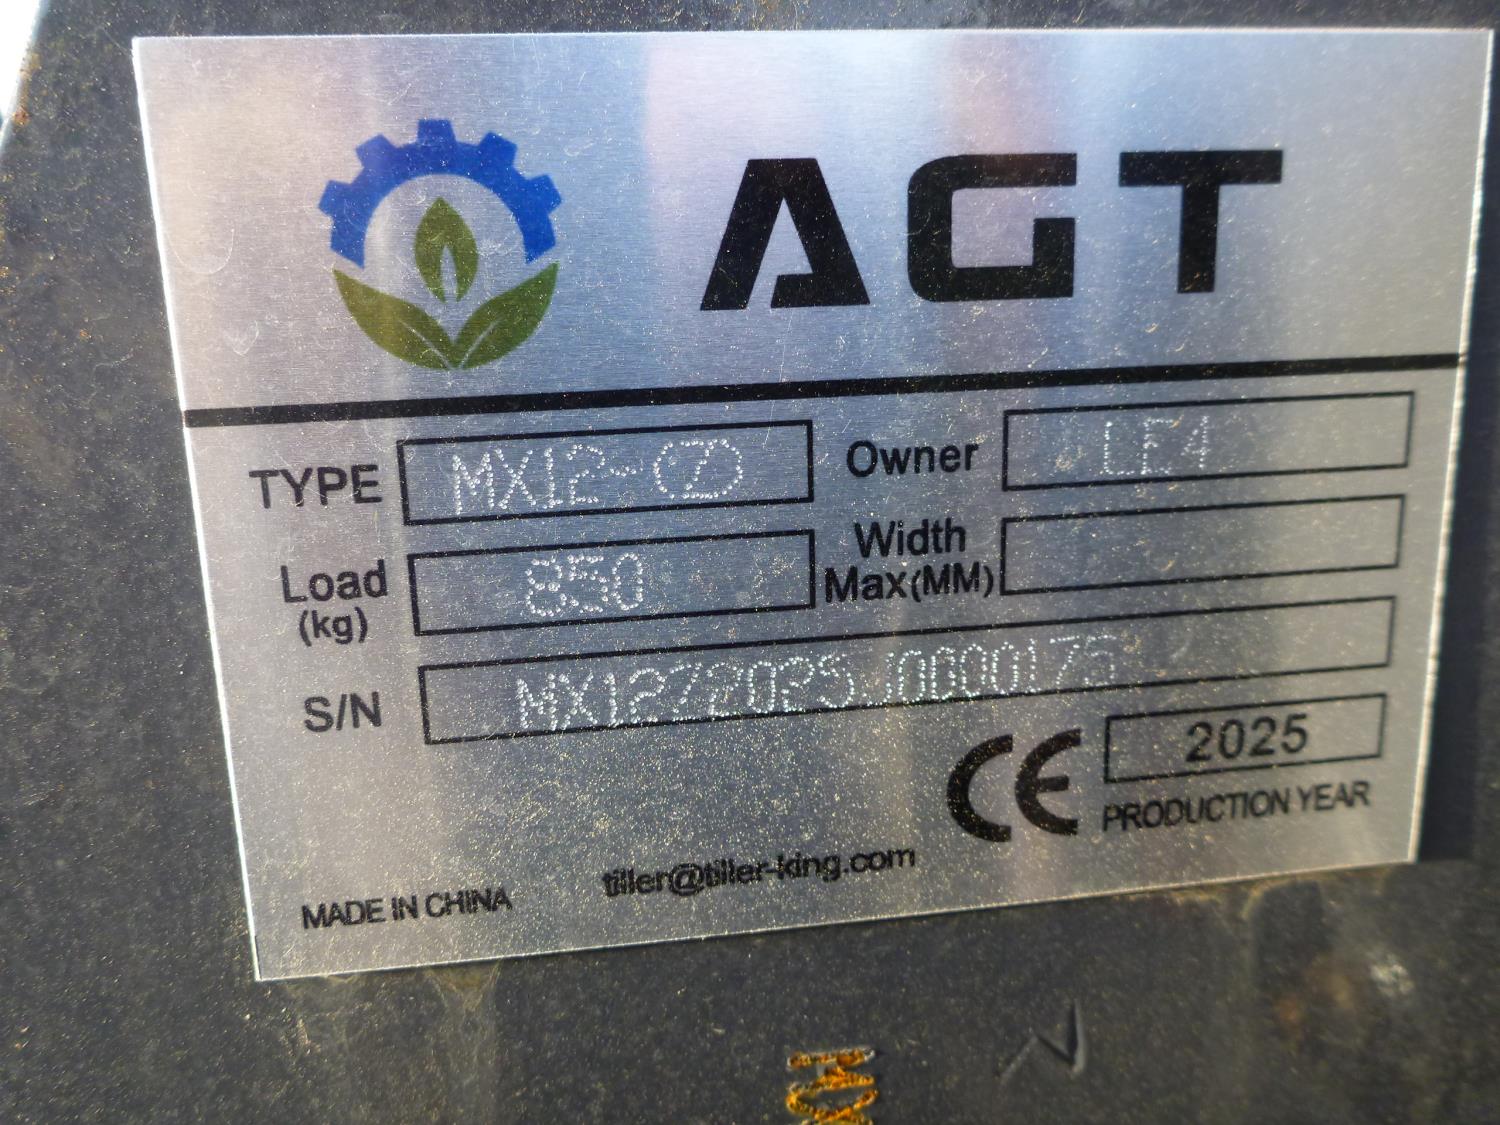 AGT
TYPE MX12-(Z) Owner LE4
Load (kg) 850 Width Max(MM)
S/N
CE 2025
PRODUCTION YEAR
MADE IN CHINA tiller@tiller-king.com